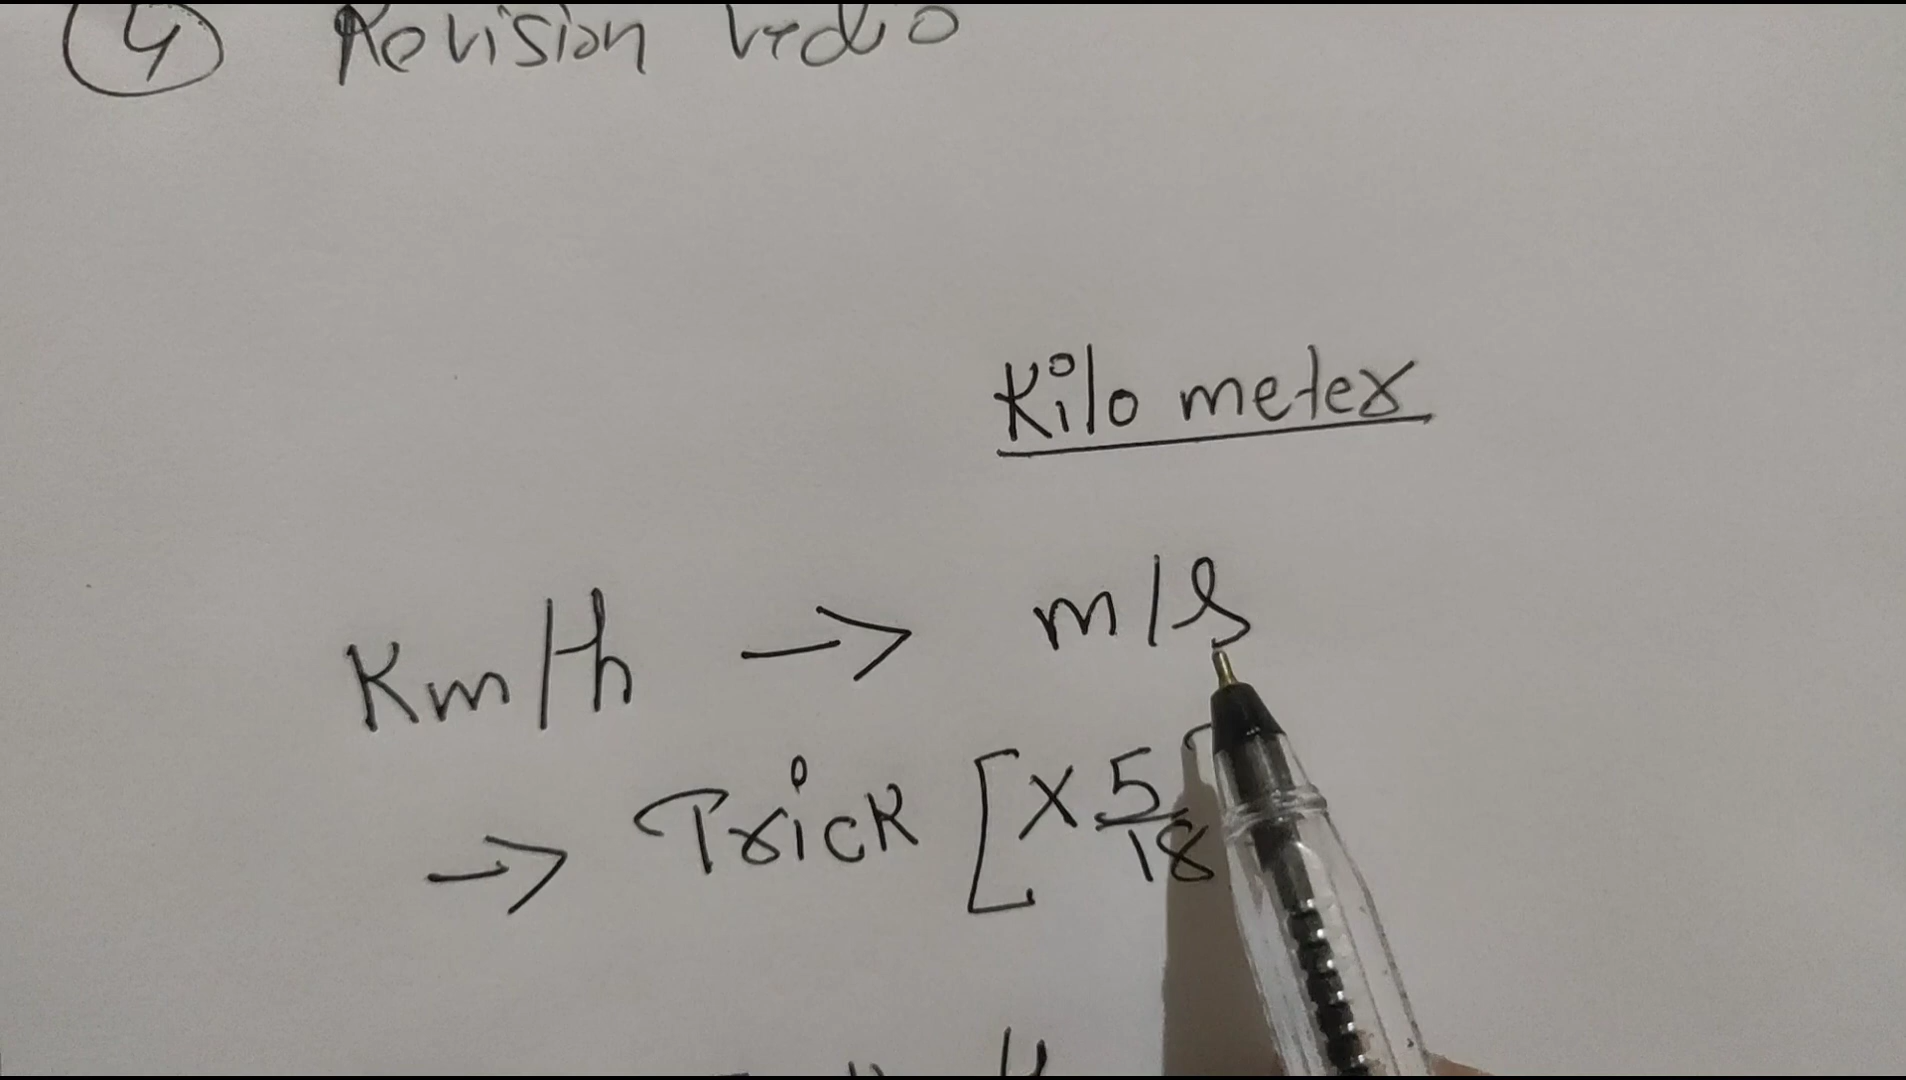 4 Revision vedio
Kilo meter
Km/h → m/s
→ Trick [× 5/18